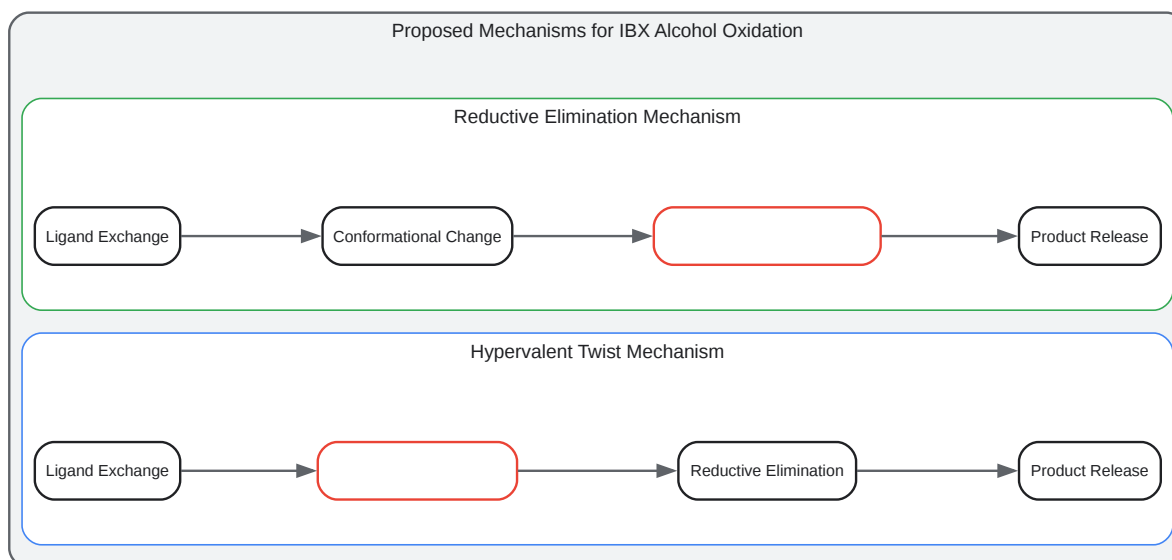 Proposed Mechanisms for IBX Alcohol Oxidation
Reductive Elimination Mechanism
Ligand Exchange
Conformational Change
Product Release
Hypervalent Twist Mechanism
Ligand Exchange
Reductive Elimination
Product Release